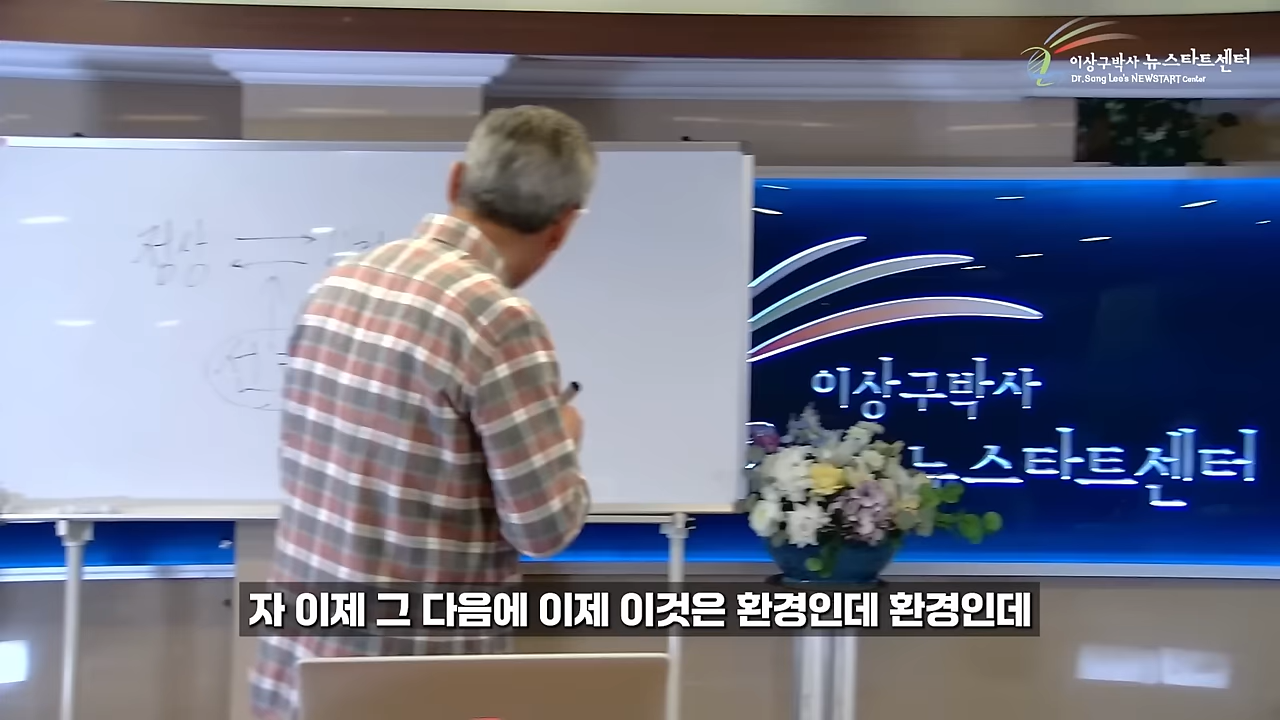 이상구박사 뉴스타트센터
Dr. Sang Lee's NEWSTART Center
정상
이상구박사
뉴스타트센터
자 이제 그 다음에 이제 이것은 환경인데 환경인데